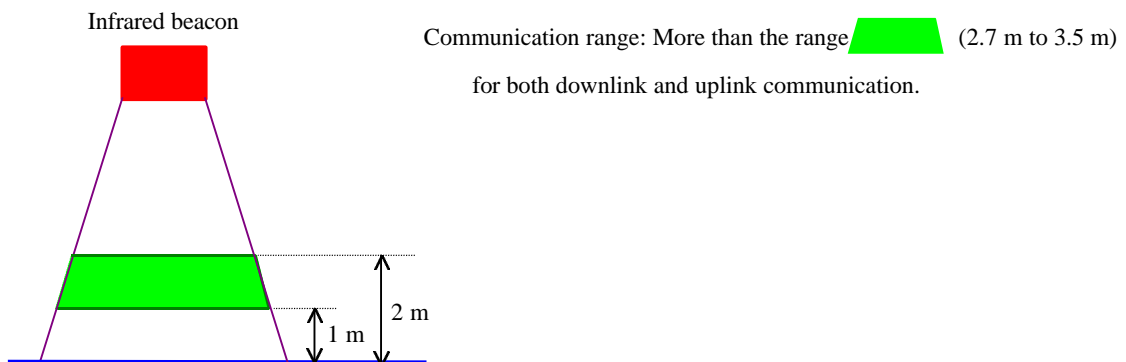 Infrared beacon
Communication range: More than the range (2.7 m to 3.5 m)
for both downlink and uplink communication.
2 m
1 m